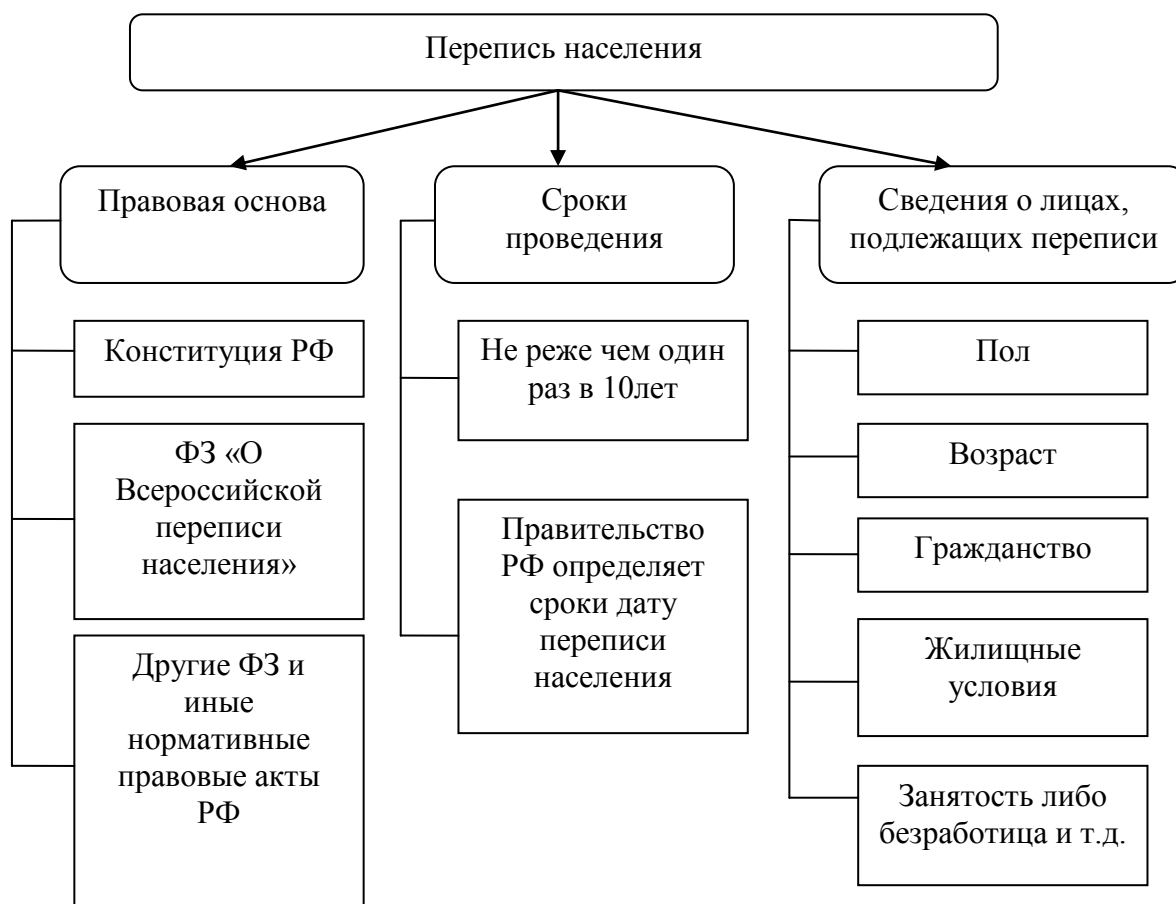 Перепись населения
Правовая основа
Сроки
проведения
Сведения о лицах,
подлежащих переписи
Конституция РФ
ФЗ «О
Всероссийской
переписи
населения»
Другие ФЗ и
иные
нормативные
правовые акты
РФ
Не реже чем один
раз в 10лет
Правительство
РФ определяет
сроки дату
переписи
населения
Пол
Возраст
Гражданство
Жилищные
условия
Занятость либо
безработица и т.д.